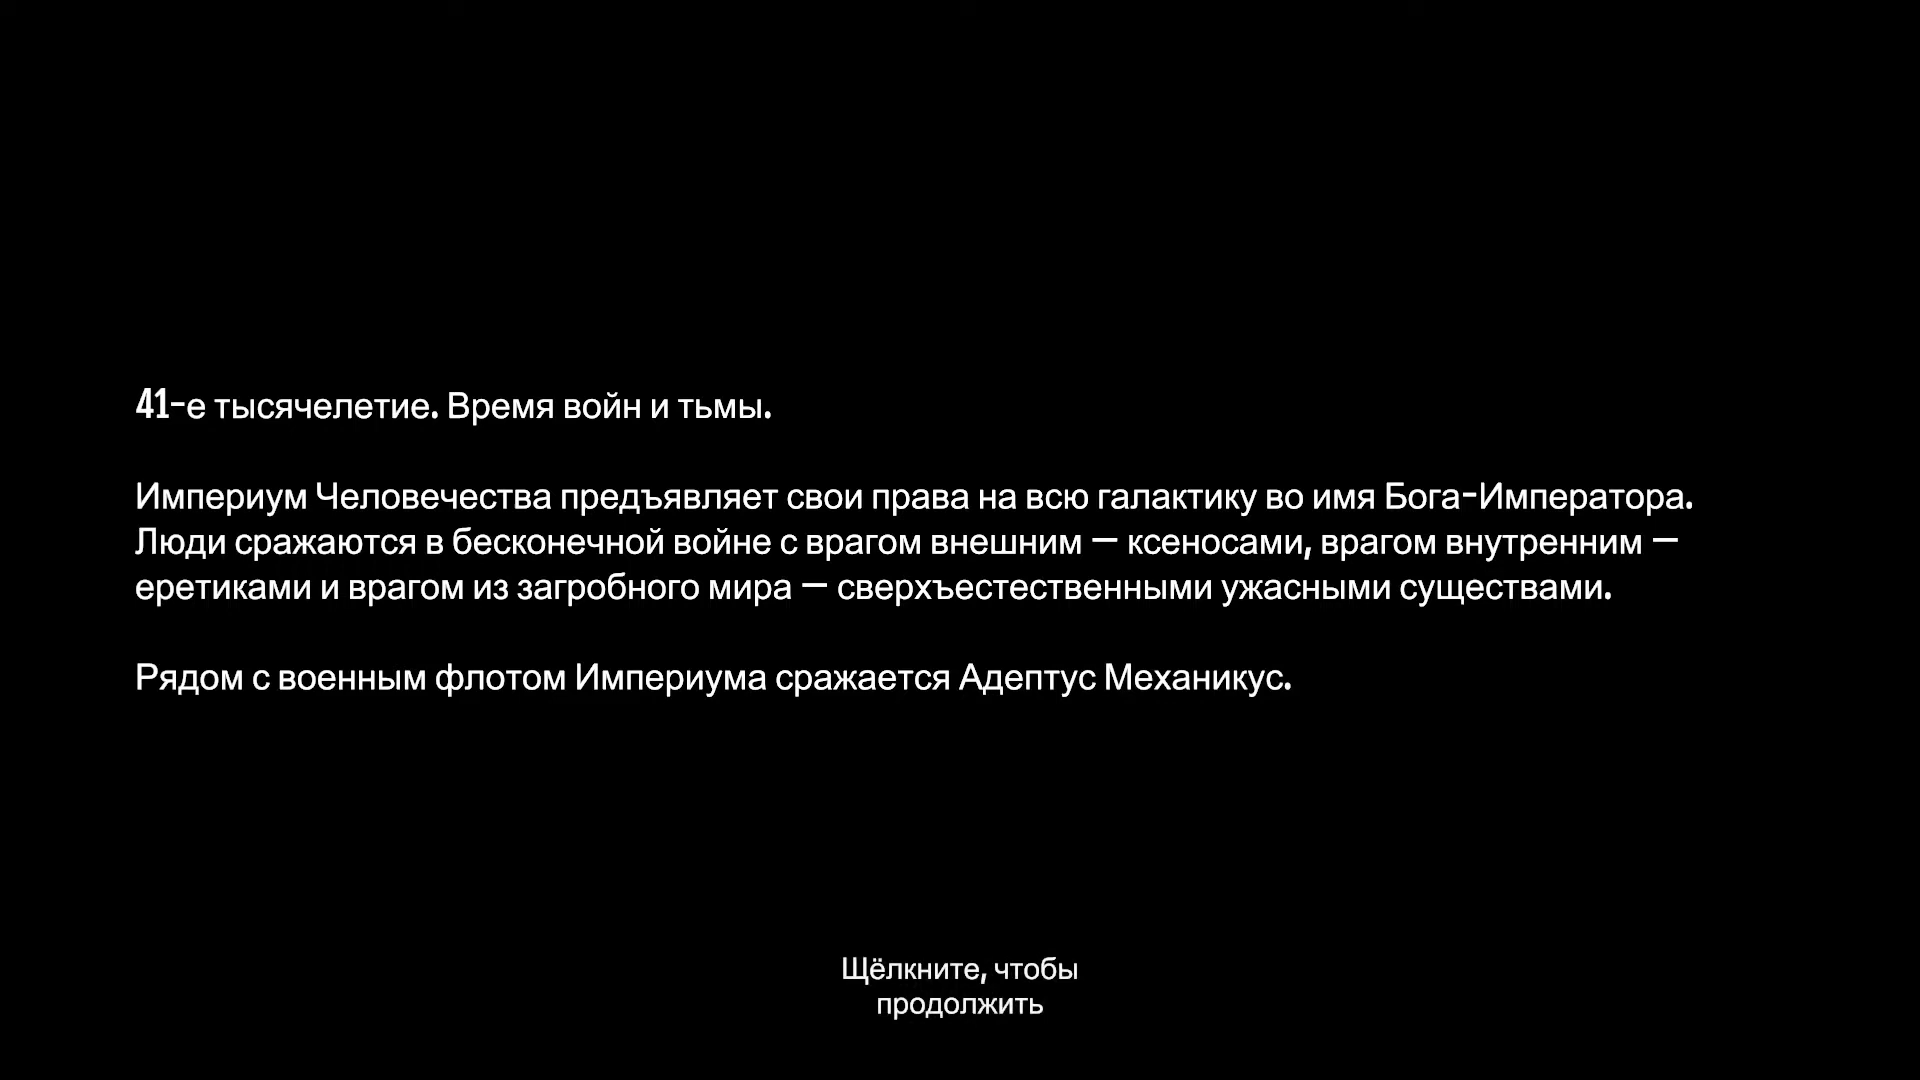 41-е тысячелетие. Время войн и тьмы.
Империум Человечества предъявляет свои права на всю галактику во имя Бога-Императора.
Люди сражаются в бесконечной войне с врагом внешним — ксеносами, врагом внутренним —
еретиками и врагом из загробного мира — сверхъестественными ужасными существами.
Рядом с военным флотом Империума сражается Адептус Механикус.
Щёлкните, чтобы
продолжить